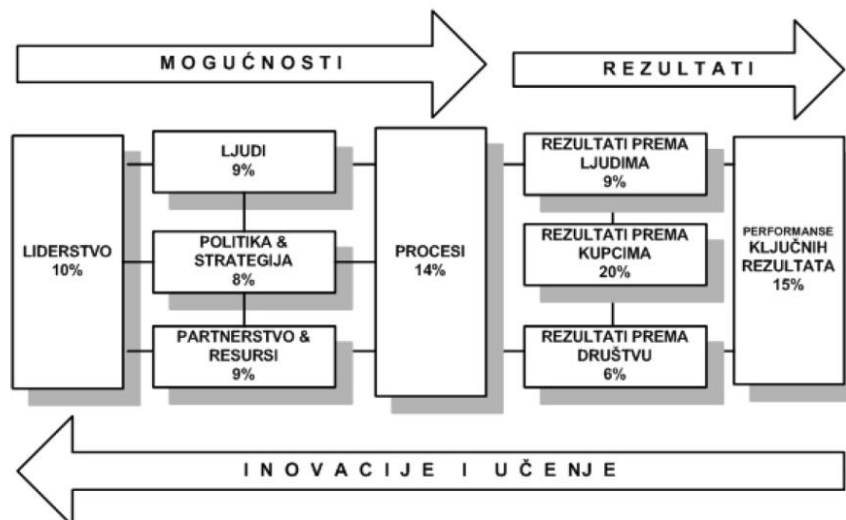 MOGUĆNOSTI
REZULTATI
LIDERSTVO
10%
LJUDI
9%
POLITIKA &
STRATEGIJA
8%
PARTNERSTVO &
RESURSI
9%
PROCESI
14%
REZULTATI PREMA
LJUDIMA
9%
REZULTATI PREMA
KUPCIMA
20%
REZULTATI PREMA
DRUŠTVU
6%
PERFORMANSE
KLJUČNIH
REZULTATA
15%
INOVACIJE I UČENJE